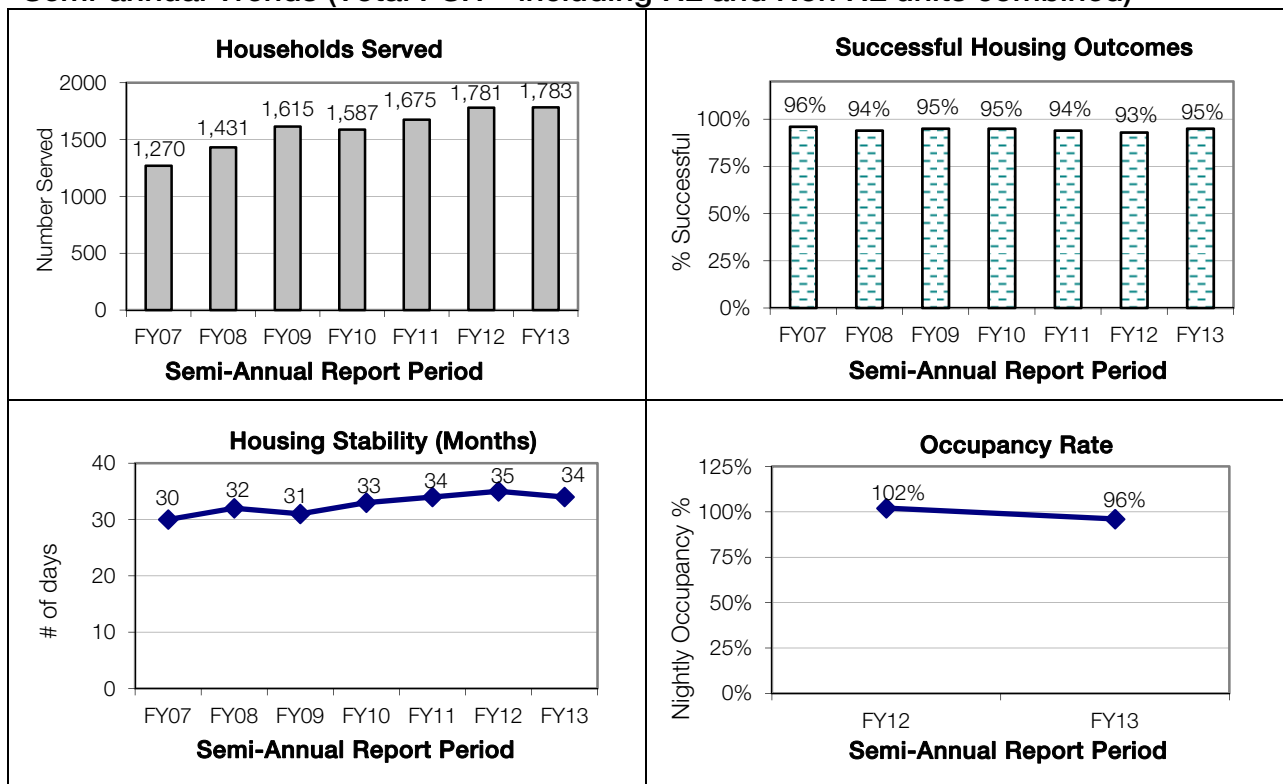 Households Served
Number Served
2000
1500
1000
500
0
1,270
1,431
1,615
1,587
1,675
1,781
1,783
FY07 FY08 FY09 FY10 FY11 FY12 FY13
Semi-Annual Report Period
Successful Housing Outcomes
% Successful
100%
75%
50%
25%
0%
96% 94% 95% 95% 94% 93% 95%
FY07 FY08 FY09 FY10 FY11 FY12 FY13
Semi-Annual Report Period
Housing Stability (Months)
# of days
40
30
20
10
0
30 32 31 33 34 35 34
FY07 FY08 FY09 FY10 FY11 FY12 FY13
Semi-Annual Report Period
Occupancy Rate
Nightly Occupancy %
125%
100%
75%
50%
25%
0%
102% 96%
FY12 FY13
Semi-Annual Report Period